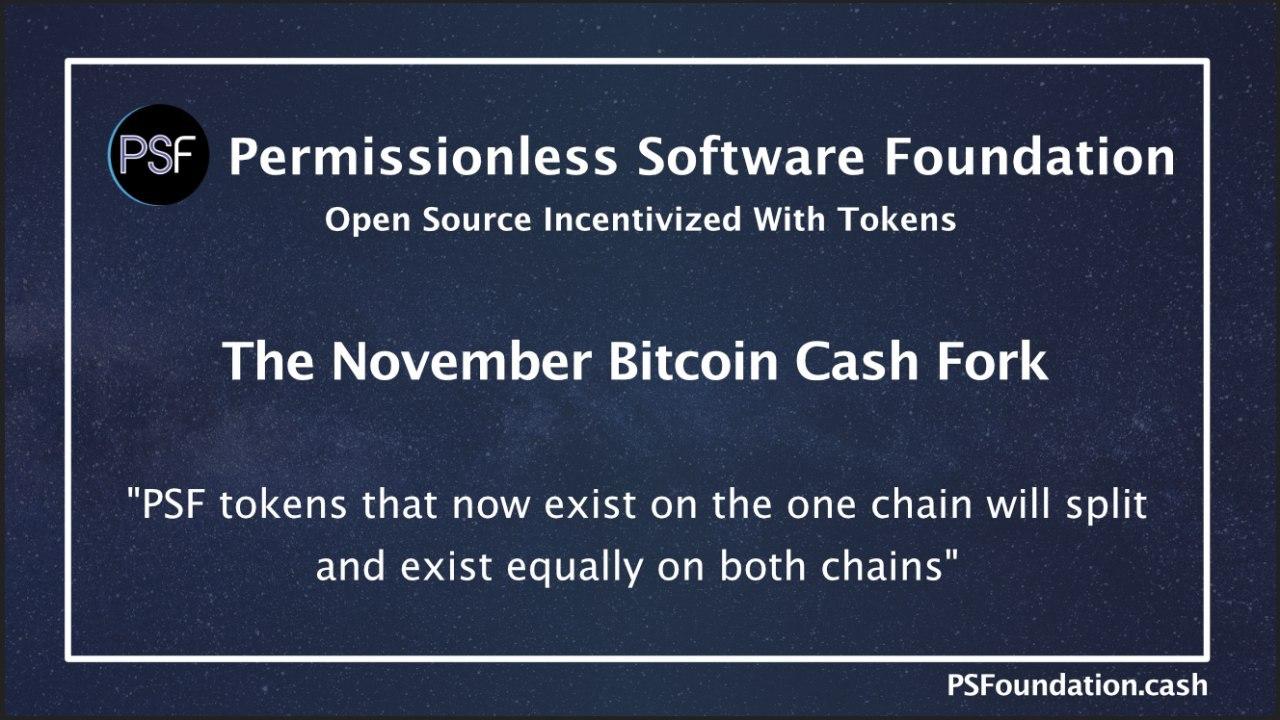 PSF
Permissionless Software Foundation
Open Source Incentivized With Tokens
The November Bitcoin Cash Fork
"PSF tokens that now exist on the one chain will split
and exist equally on both chains"
PSFoundation.cash